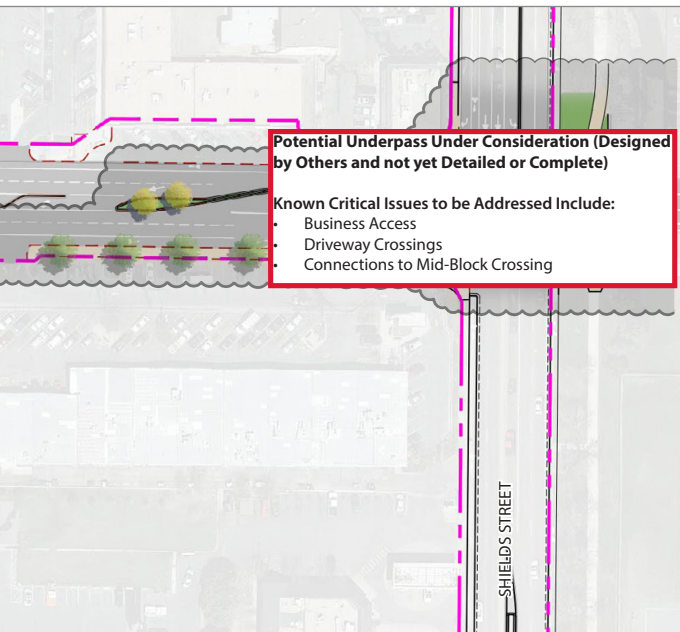 Potential Underpass Under Consideration (Designed
by Others and not yet Detailed or Complete)
Known Critical Issues to be Addressed Include:
• Business Access
• Driveway Crossings
• Connections to Mid-Block Crossing
SHIELDS STREET